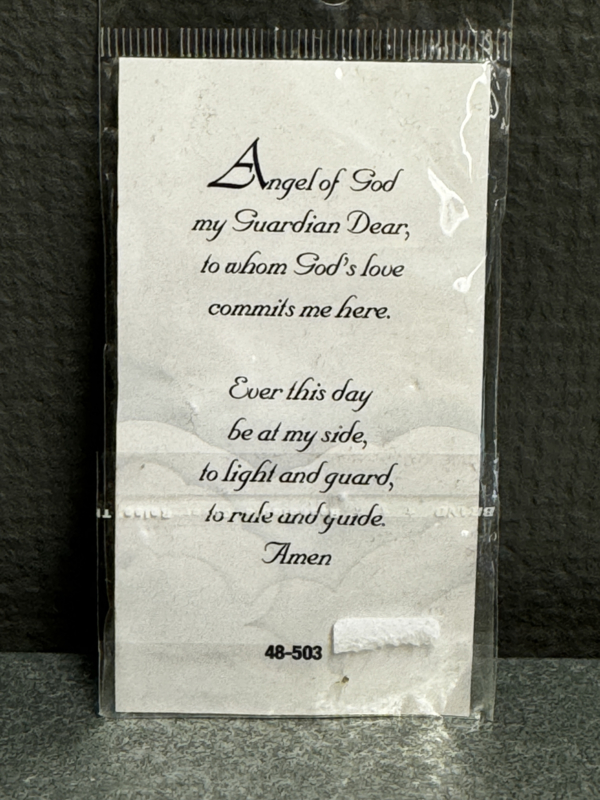 Angel of God
my Guardian Dear,
to whom God's love
commits me here.
Ever this day
be at my side,
to light and guard,
to rule and guide.
Amen
48-503
BRAND